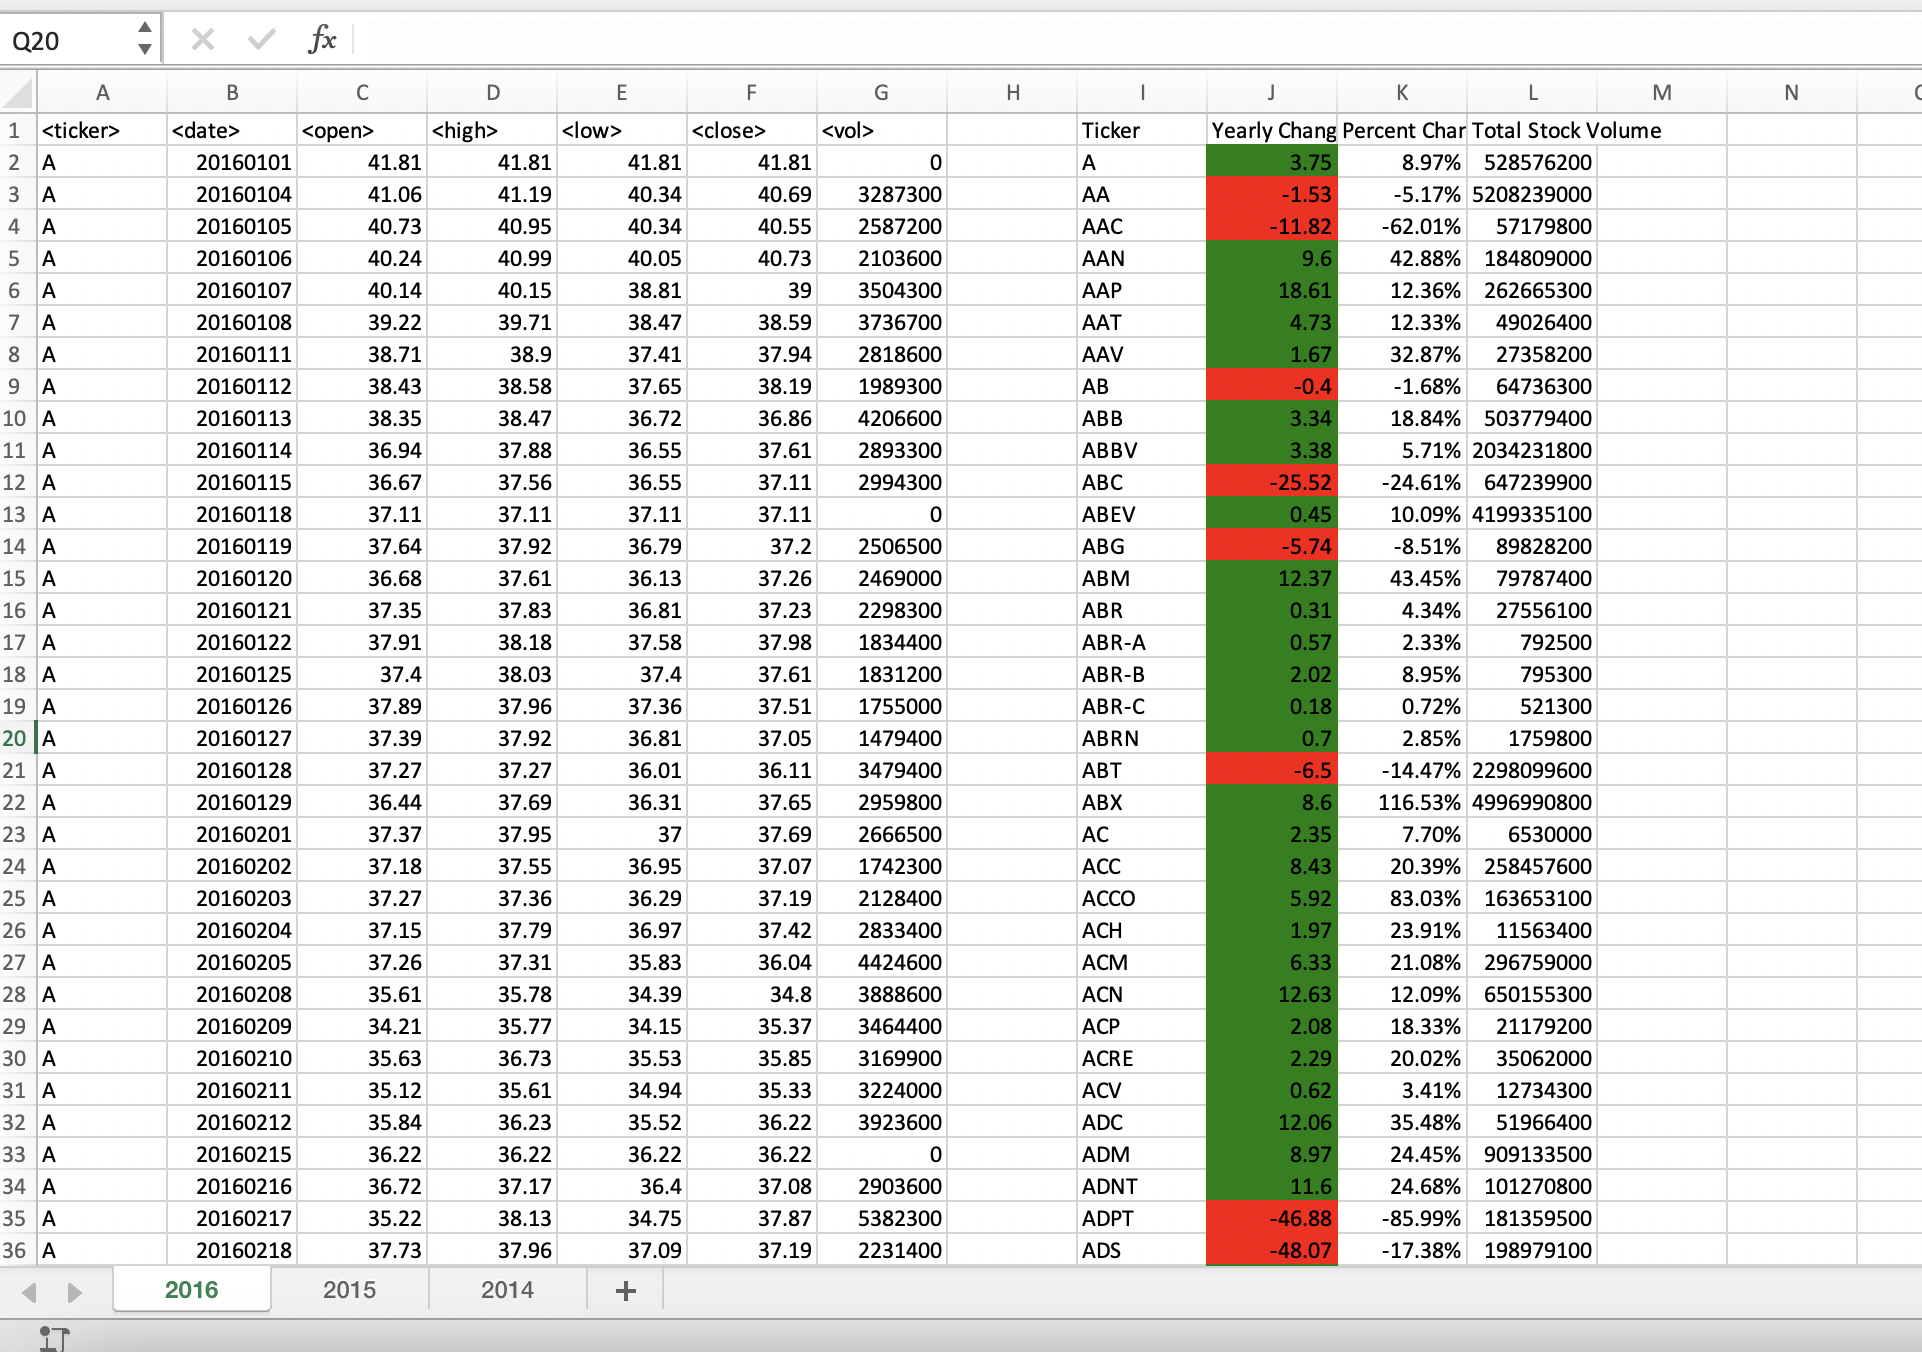 Q20 fx
A B C D E F G H I J K L M N
1 <ticker> <date> <open> <high> <low> <close> <vol> Ticker Yearly Chang Percent Char Total Stock Volume
2 A 20160101 41.81 41.81 41.81 41.81 0 A 3.75 8.97% 528576200
3 A 20160104 41.06 41.19 40.34 40.69 3287300 AA -1.53 -5.17% 5208239000
4 A 20160105 40.73 40.95 40.34 40.55 2587200 AAC -11.82 -62.01% 57179800
5 A 20160106 40.24 40.99 40.05 40.73 2103600 AAN 9.6 42.88% 184809000
6 A 20160107 40.14 40.15 38.81 39 3504300 AAP 18.61 12.36% 262665300
7 A 20160108 39.22 39.71 38.47 38.59 3736700 AAT 4.73 12.33% 49026400
8 A 20160111 38.71 38.9 37.41 37.94 2818600 AAV 1.67 32.87% 27358200
9 A 20160112 38.43 38.58 37.65 38.19 1989300 AB -0.4 -1.68% 64736300
10 A 20160113 38.35 38.47 36.72 36.86 4206600 ABB 3.34 18.84% 503779400
11 A 20160114 36.94 37.88 36.55 37.61 2893300 ABBV 3.38 5.71% 2034231800
12 A 20160115 36.67 37.56 36.55 37.11 2994300 ABC -25.52 -24.61% 647239900
13 A 20160118 37.11 37.11 37.11 37.11 0 ABEV 0.45 10.09% 4199335100
14 A 20160119 37.64 37.92 36.79 37.2 2506500 ABG -5.74 -8.51% 89828200
15 A 20160120 36.68 37.61 36.13 37.26 2469000 ABM 12.37 43.45% 79787400
16 A 20160121 37.35 37.83 36.81 37.23 2298300 ABR 0.31 4.34% 27556100
17 A 20160122 37.91 38.18 37.58 37.98 1834400 ABR-A 0.57 2.33% 792500
18 A 20160125 37.4 38.03 37.4 37.61 1831200 ABR-B 2.02 8.95% 795300
19 A 20160126 37.89 37.96 37.36 37.51 1755000 ABR-C 0.18 0.72% 521300
20 A 20160127 37.39 37.92 36.81 37.05 1479400 ABRN 0.7 2.85% 1759800
21 A 20160128 37.27 37.27 36.01 36.11 3479400 ABT -6.5 -14.47% 2298099600
22 A 20160129 36.44 37.69 36.31 37.65 2959800 ABX 8.6 116.53% 4996990800
23 A 20160201 37.37 37.95 37 37.69 2666500 AC 2.35 7.70% 6530000
24 A 20160202 37.18 37.55 36.95 37.07 1742300 ACC 8.43 20.39% 258457600
25 A 20160203 37.27 37.36 36.29 37.19 2128400 ACCO 5.92 83.03% 163653100
26 A 20160204 37.15 37.79 36.97 37.42 2833400 ACH 1.97 23.91% 11563400
27 A 20160205 37.26 37.31 35.83 36.04 4424600 ACM 6.33 21.08% 296759000
28 A 20160208 35.61 35.78 34.39 34.8 3888600 ACN 12.63 12.09% 650155300
29 A 20160209 34.21 35.77 34.15 35.37 3464400 ACP 2.08 18.33% 21179200
30 A 20160210 35.63 36.73 35.53 35.85 3169900 ACRE 2.29 20.02% 35062000
31 A 20160211 35.12 35.61 34.94 35.33 3224000 ACV 0.62 3.41% 12734300
32 A 20160212 35.84 36.23 35.52 36.22 3923600 ADC 12.06 35.48% 51966400
33 A 20160215 36.22 36.22 36.22 36.22 0 ADM 8.97 24.45% 909133500
34 A 20160216 36.72 37.17 36.4 37.08 2903600 ADNT 11.6 24.68% 101270800
35 A 20160217 35.22 38.13 34.75 37.87 5382300 ADPT -46.88 -85.99% 181359500
36 A 20160218 37.73 37.96 37.09 37.19 2231400 ADS -48.07 -17.38% 198979100
2016 2015 2014 +